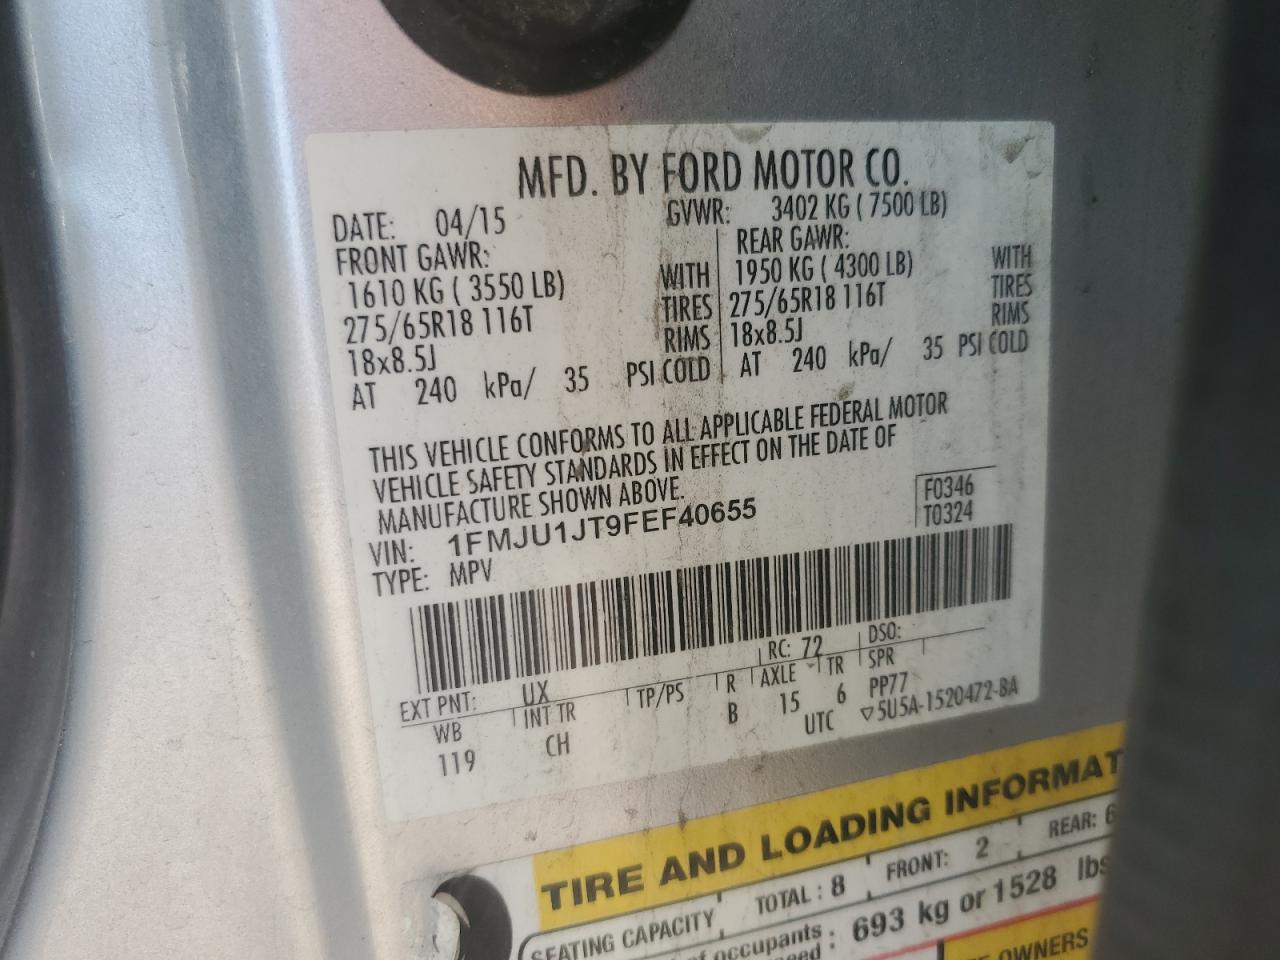 MFD. BY FORD MOTOR CO.
DATE: 04/15 GVWR: 3402 KG ( 7500 LB)
FRONT GAWR: REAR GAWR:
1610 KG ( 3550 LB) WITH 1950 KG ( 4300 LB) WITH
275/65R18 116T TIRES 275/65R18 116T TIRES
18x8.5J RIMS 18x8.5J RIMS
AT 240 kPa/ 35 PSI COLD AT 240 kPa/ 35 PSI COLD
THIS VEHICLE CONFORMS TO ALL APPLICABLE FEDERAL MOTOR
VEHICLE SAFETY STANDARDS IN EFFECT ON THE DATE OF
MANUFACTURE SHOWN ABOVE.
F0346
VIN: 1FMJU1JT9FEF40655 T0324
TYPE: MPV
EXT PNT: UX RC: 72 DSO:
WB INT TR TP/PS R AXLE TR SPR
119 CH B 15 6 PP77
UTC ▽5U5A-1520472-BA
TIRE AND LOADING INFORMAT
SEATING CAPACITY TOTAL : 8 FRONT: 2 REAR: 6
of occupants : 693 kg or 1528 lbs
OWNERS